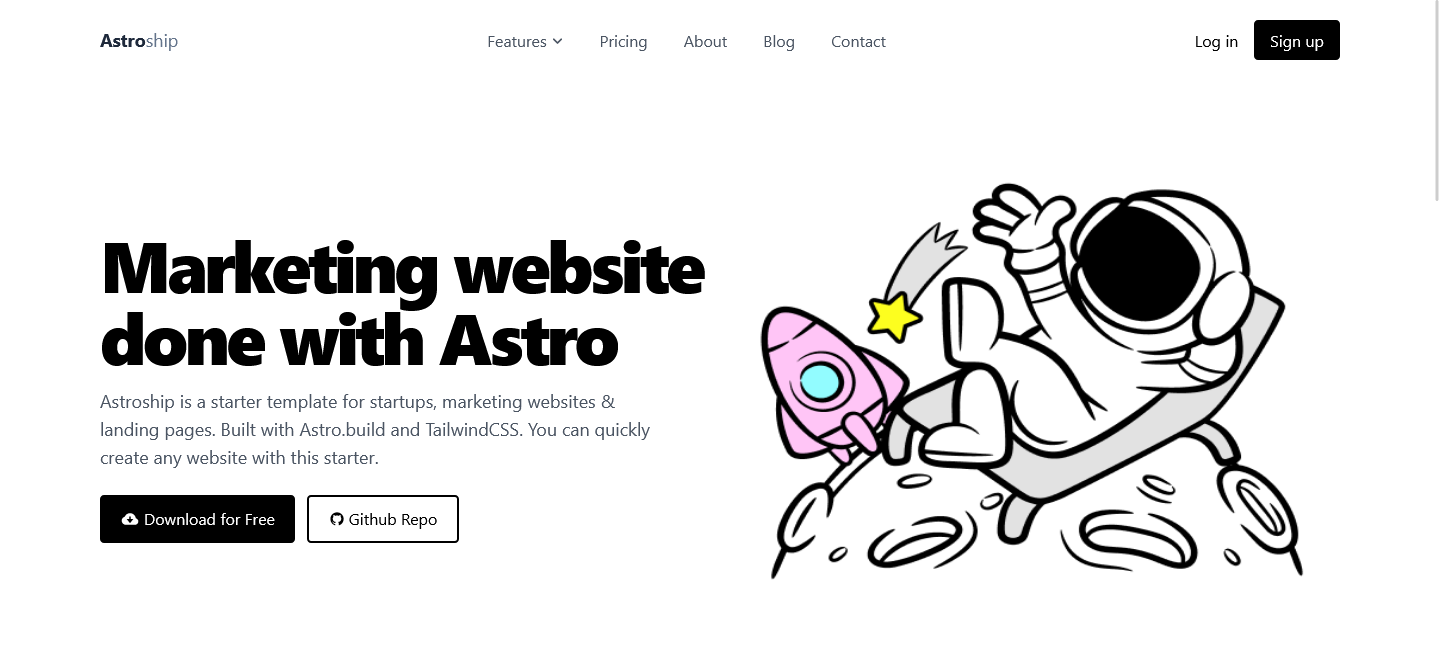 Astroship
Features
Pricing
About
Blog
Contact
Log in
Sign up
Marketing website
done with Astro
Astroship is a starter template for startups, marketing websites &
landing pages. Built with Astro.build and TailwindCSS. You can quickly
create any website with this starter.
Download for Free
Github Repo